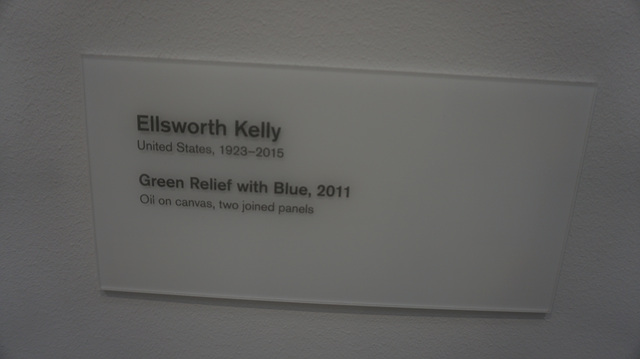 Ellsworth Kelly
United States, 1923–2015
Green Relief with Blue, 2011
Oil on canvas, two joined panels